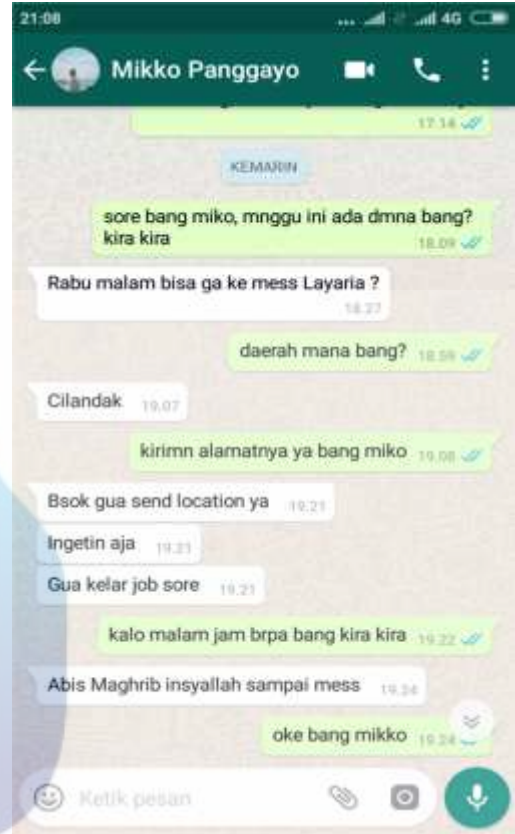 21:08
4G
Mikko Panggayo
17.14
KEMARIN
sore bang miko, mnggu ini ada dmna bang?
kira kira
18.09
Rabu malam bisa ga ke mess Layaria ?
18.27
daerah mana bang? 18.59
Cilandak 19.07
kirimn alamatnya ya bang miko 19.08
Bsok gua send location ya 19.21
Ingetin aja 19.21
Gua kelar job sore 19.21
kalo malam jam brpa bang kira kira 19.22
Abis Maghrib insyallah sampai mess 19.24
oke bang mikko 19.24
Ketik pesan